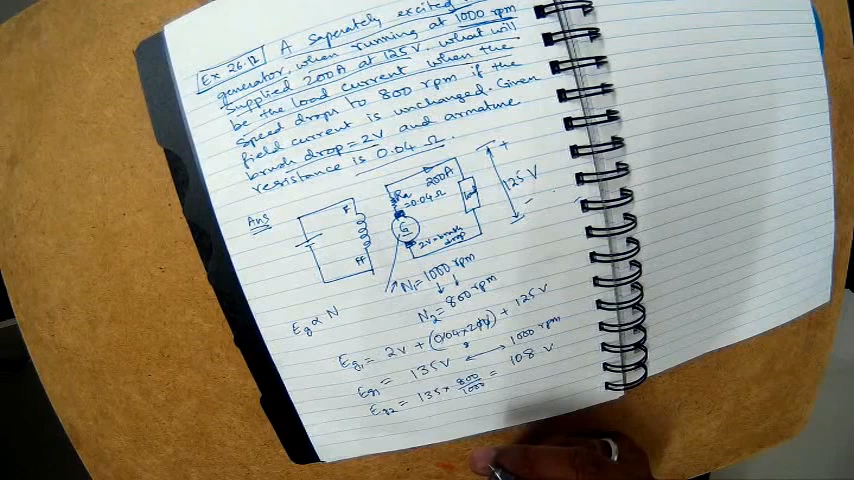 Ex 26.12 A saperately excited
generator, when running at 1000 rpm
supplied 200A at 125 V. what will
be the load current when the
speed drops to 800 rpm if the
field current is unchanged. Given
brush drop = 2V and armature
resistance is 0.04 Ω.
Ans
F
FF
Ra
= 0.04 Ω
200A
Load
+
125 V
-
G
2V = brush
drop
N1 = 1000 rpm
N2 = 800 rpm
Eg ∝ N
Eg1 = 2V + (0.04×200) + 125 V
Eg1 = 135 V 1000 rpm
Eg2 = 135 × 800/1000 = 108 V